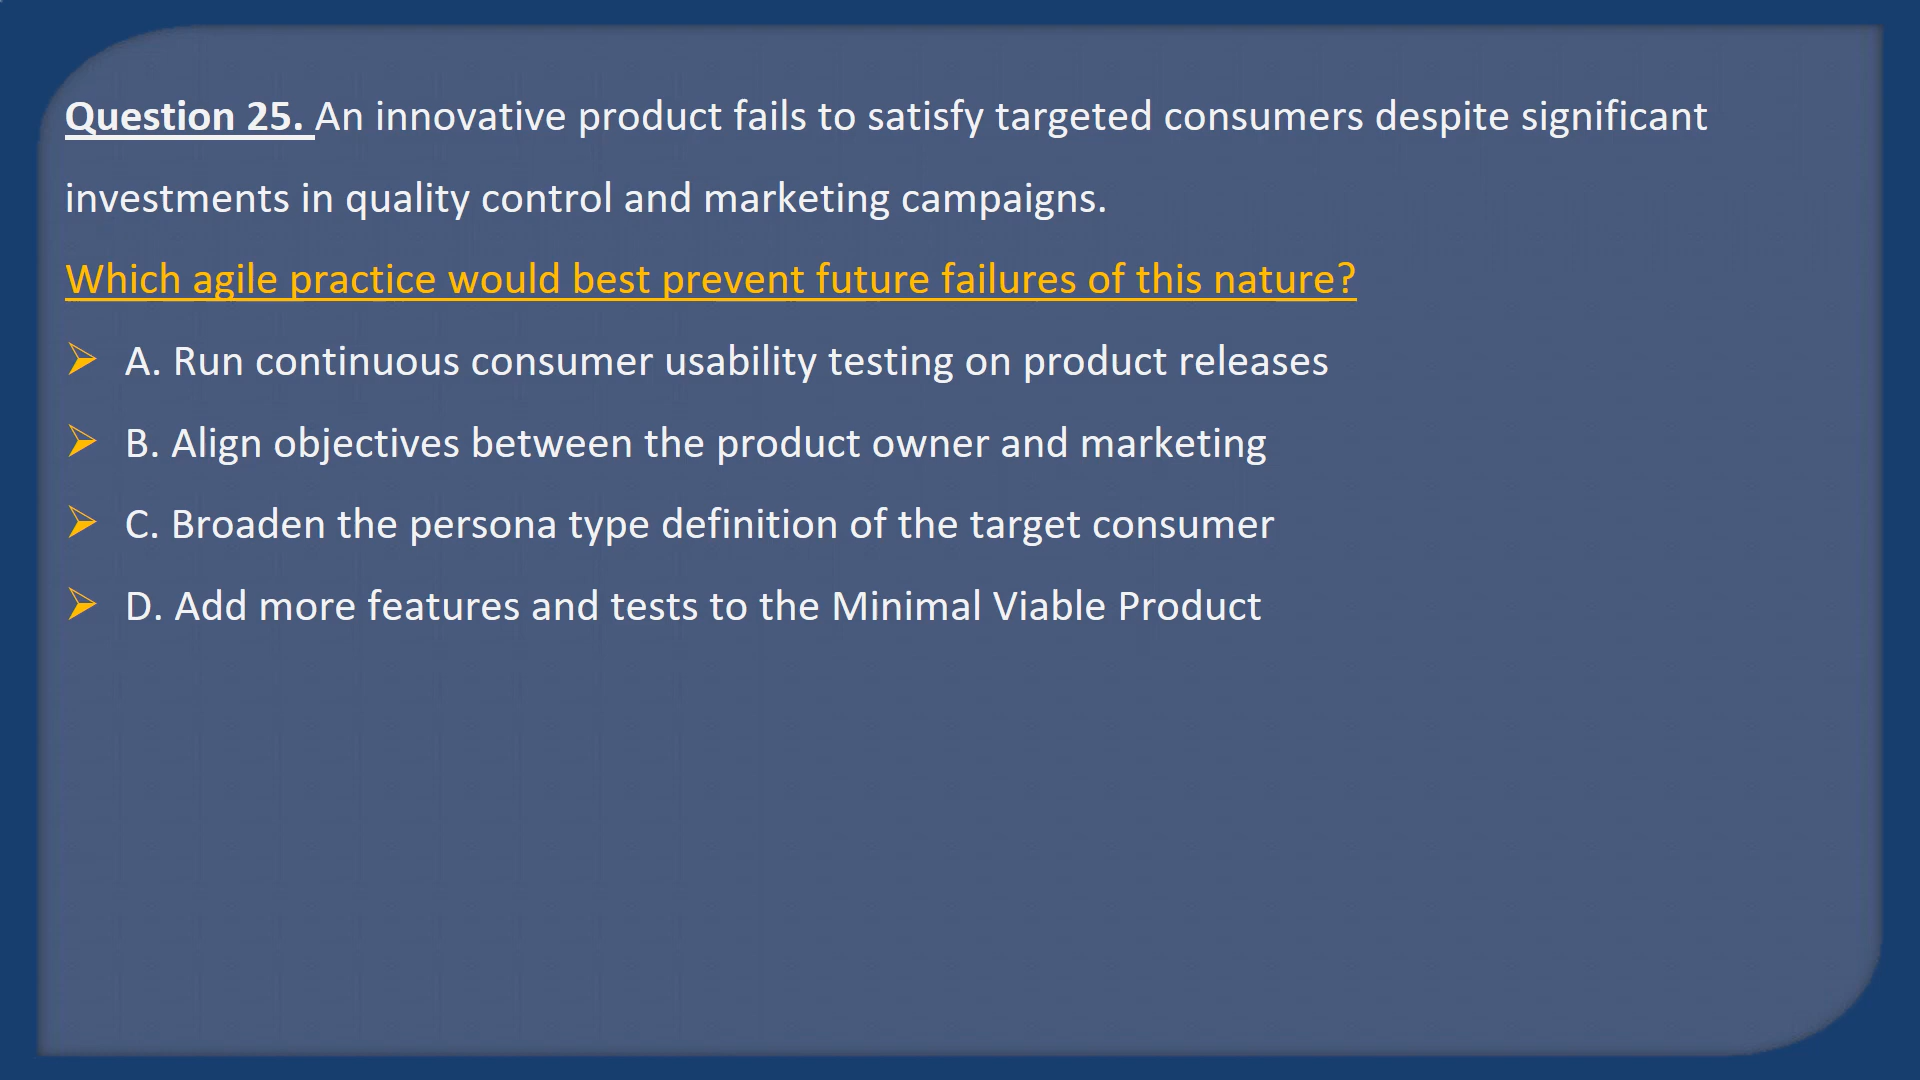 Question 25. An innovative product fails to satisfy targeted consumers despite significant
investments in quality control and marketing campaigns.
Which agile practice would best prevent future failures of this nature?
A. Run continuous consumer usability testing on product releases
B. Align objectives between the product owner and marketing
C. Broaden the persona type definition of the target consumer
D. Add more features and tests to the Minimal Viable Product